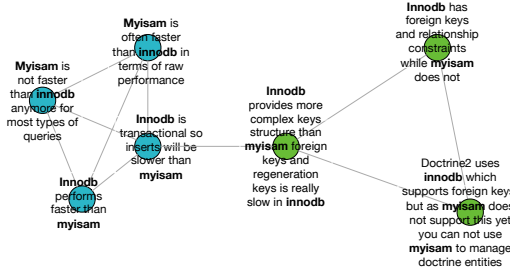 Myisam is
often faster
than innodb in
terms of raw
performance
Myisam is
not faster
than innodb
anymore for
most types of
queries
Innodb is
transactional so
inserts will be
slower than
myisam
Innodb
performs
faster than
myisam
Innodb
provides more
complex keys
structure than
myisam foreign
keys and
regeneration
keys is really
slow in innodb
Innodb has
foreign keys
and relationship
constraints
while myisam
does not
Doctrine2 uses
innodb which
supports foreign keys
but as myisam does
not support this yet
you can not use
myisam to manage
doctrine entities